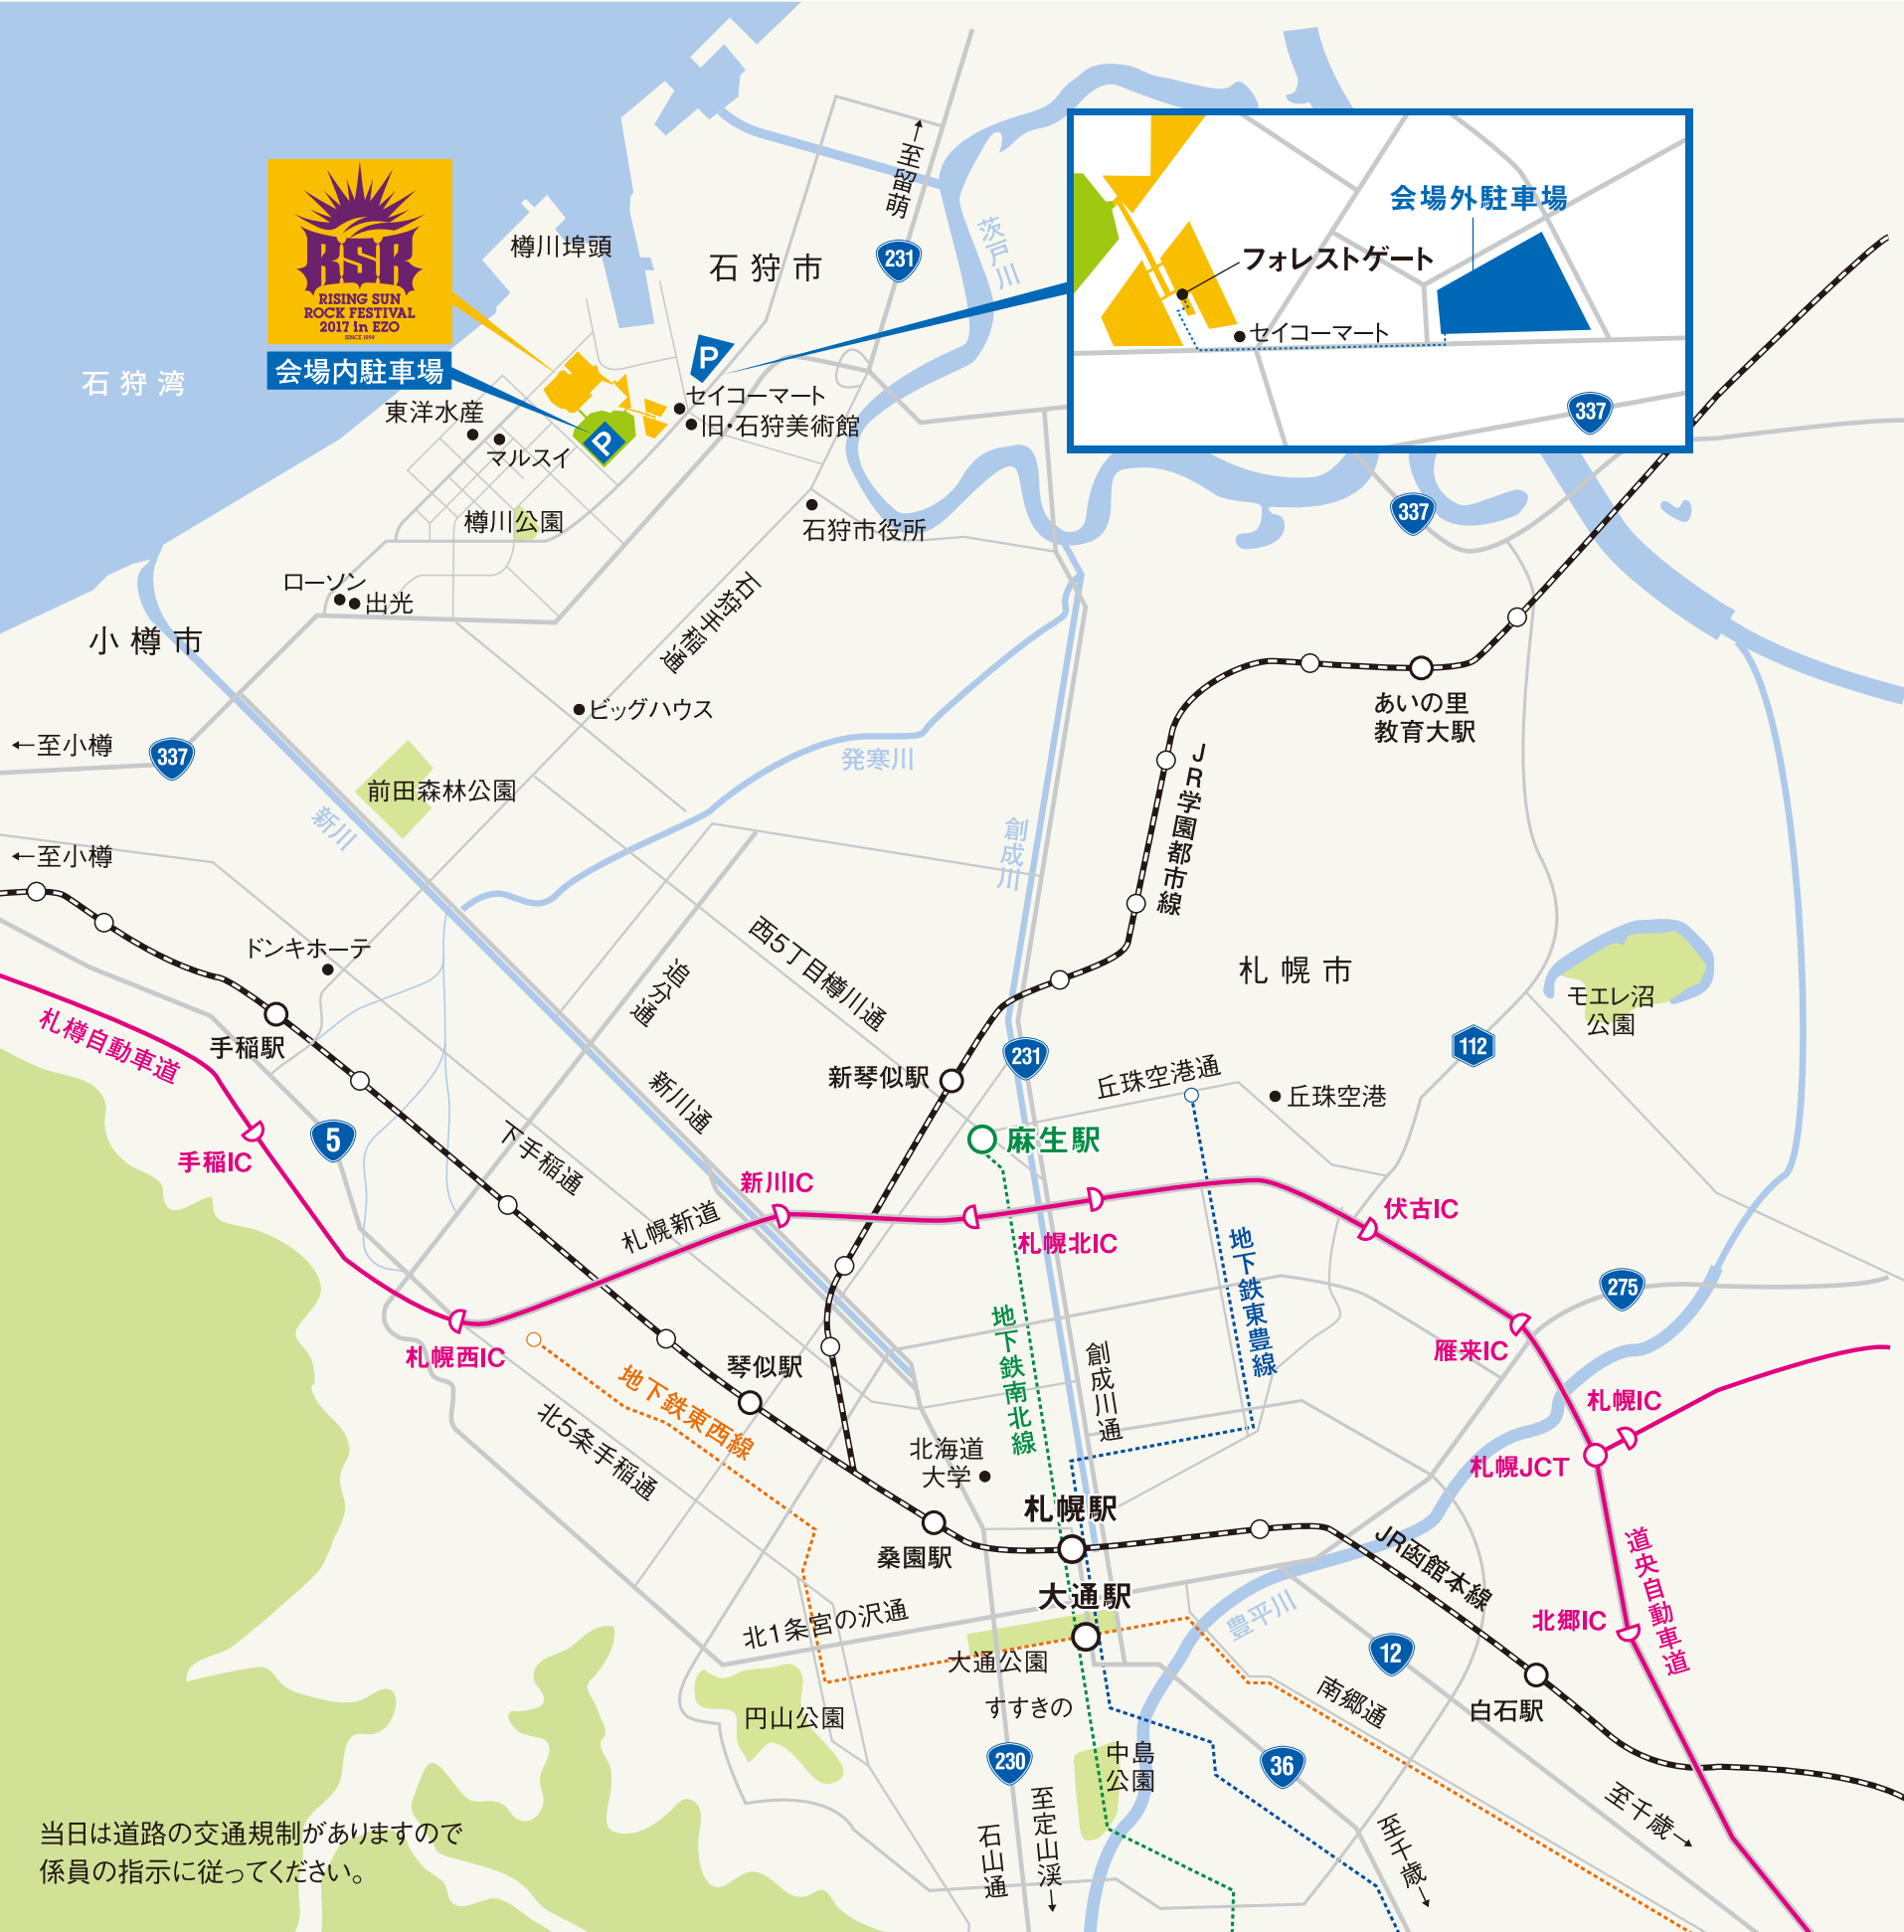 RSR
RISING SUN
ROCK FESTIVAL
2017 In EZO
SINCE 1999
会場内駐車場
樽川埠頭
石狩市
→至留萌
231
茨戸川
会場外駐車場
フォレストゲート
セイコーマート
337
石狩湾
P
東洋水産
マルスイ
セイコーマート
旧・石狩美術館
P
樽川公園
石狩市役所
337
ローソン
出光
小樽市
石狩手稲通
ビッグハウス
あいの里
教育大駅
←至小樽
337
前田森林公園
発寒川
JR学園都市線
新川
創成川
←至小樽
ドンキホーテ
西5丁目樽川通
追分通
札幌市
モエレ沼
公園
札樽自動車道
手稲駅
新琴似駅
231
112
丘珠空港通
丘珠空港
新川通
5
下手稲通
麻生駅
手稲IC
新川IC
札幌新道
札幌北IC
伏古IC
地下鉄東豊線
275
札幌西IC
地下鉄南北線
創成川通
雁来IC
琴似駅
地下鉄東西線
札幌IC
北5条手稲通
北海道
大学
札幌JCT
札幌駅
桑園駅
JR函館本線
道央自動車道
大通駅
北1条宮の沢通
豊平川
北郷IC
大通公園
12
すすきの
南郷通
白石駅
円山公園
230
中島
公園
36
至千歳→
至定山渓→
石山通
至千歳→
当日は道路の交通規制がありますので
係員の指示に従ってください。